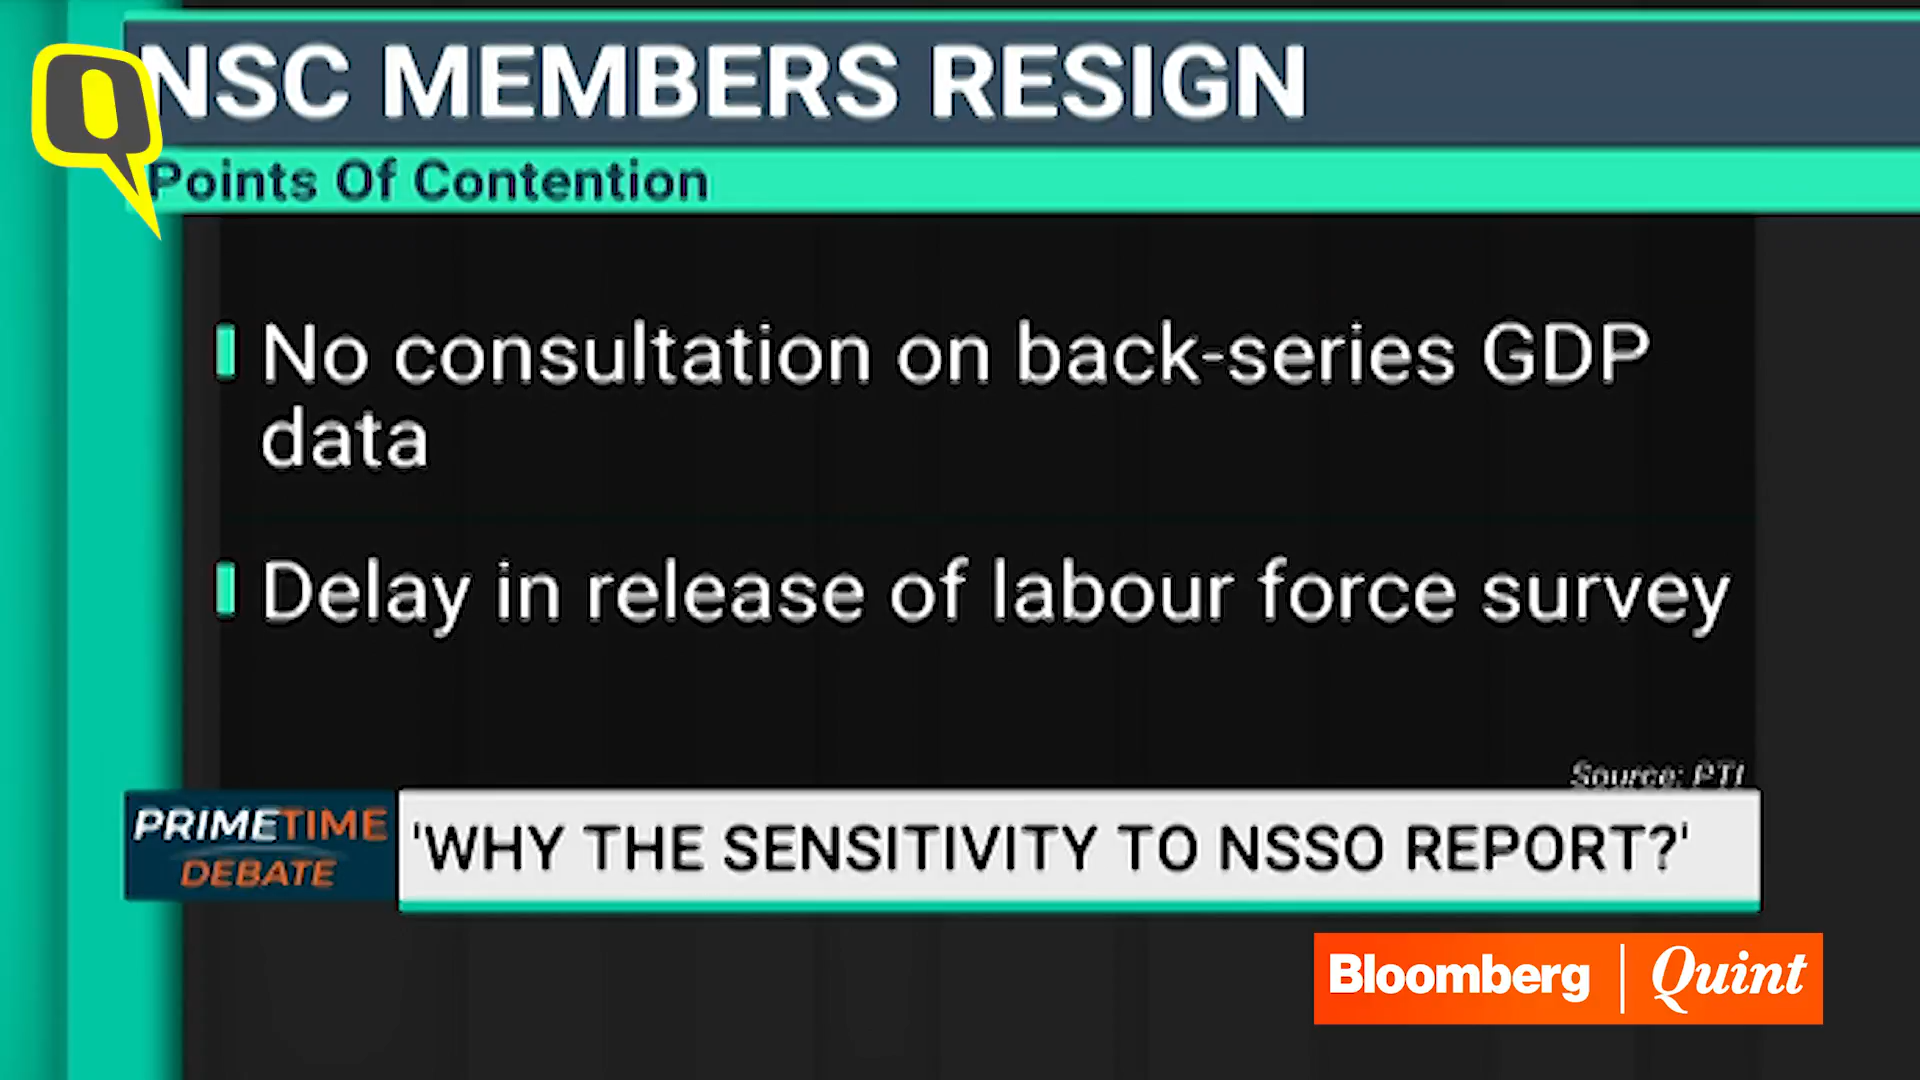 Q
NSC MEMBERS RESIGN
Points Of Contention
No consultation on back-series GDP
data
Delay in release of labour force survey
Source: PTI
PRIMETIME
DEBATE
'WHY THE SENSITIVITY TO NSSO REPORT?'
Bloomberg | Quint